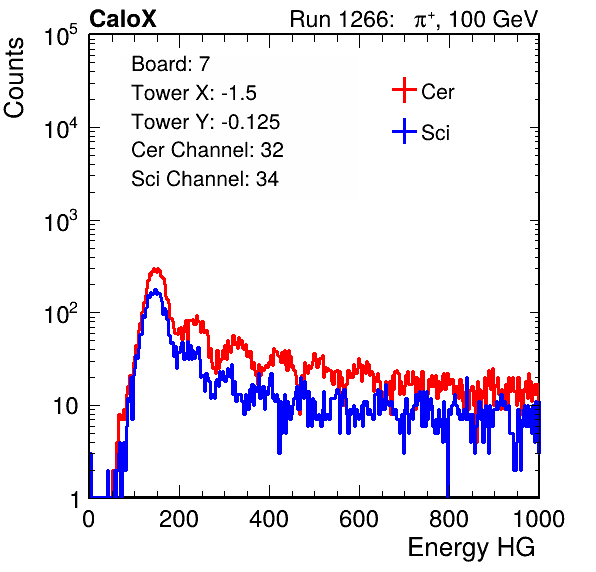 CaloX Run 1266: π⁺, 100 GeV
Board: 7
Tower X: -1.5
Tower Y: -0.125
Cer Channel: 32
Sci Channel: 34
Cer
Sci
Counts
10⁵
10⁴
10³
10²
10
1
0 200 400 600 800 1000
Energy HG